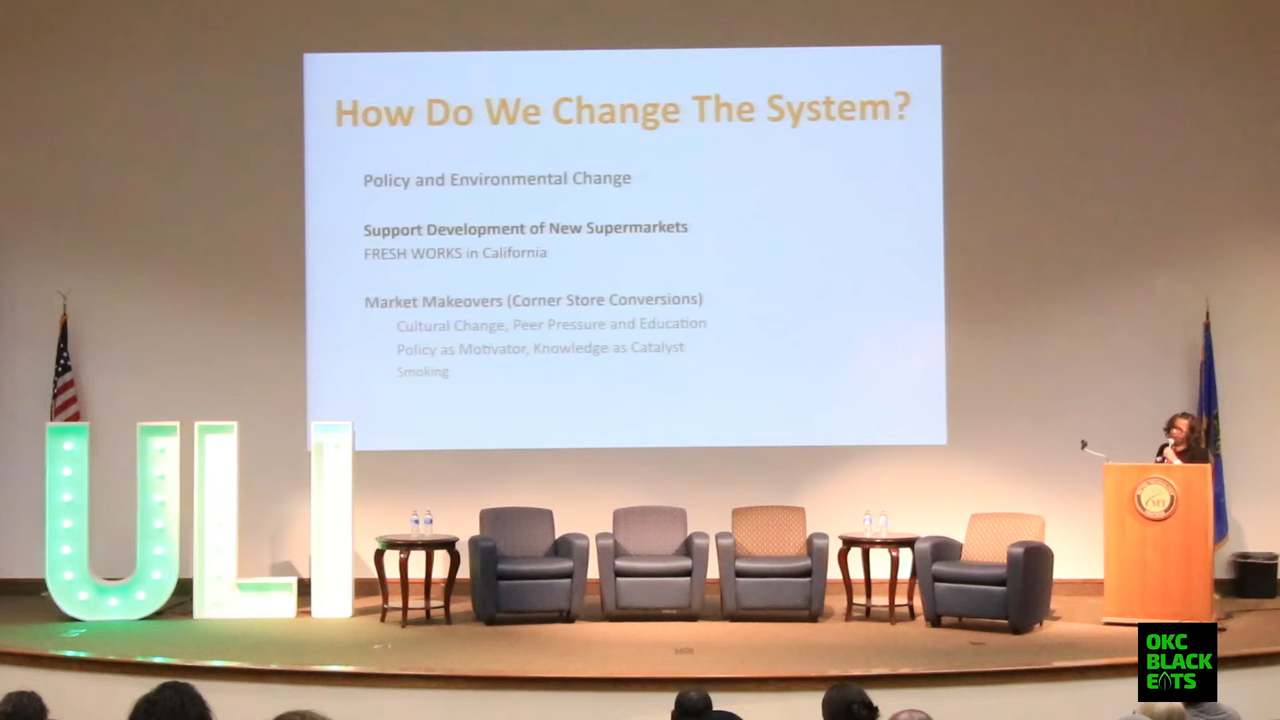 How Do We Change The System?
Policy and Environmental Change
Support Development of New Supermarkets
FRESH WORKS in California
Market Makeovers (Corner Store Conversions)
Cultural Change, Peer Pressure and Education
Policy as Motivator, Knowledge as Catalyst
Smoking
ULI
OKC
BLACK
EATS